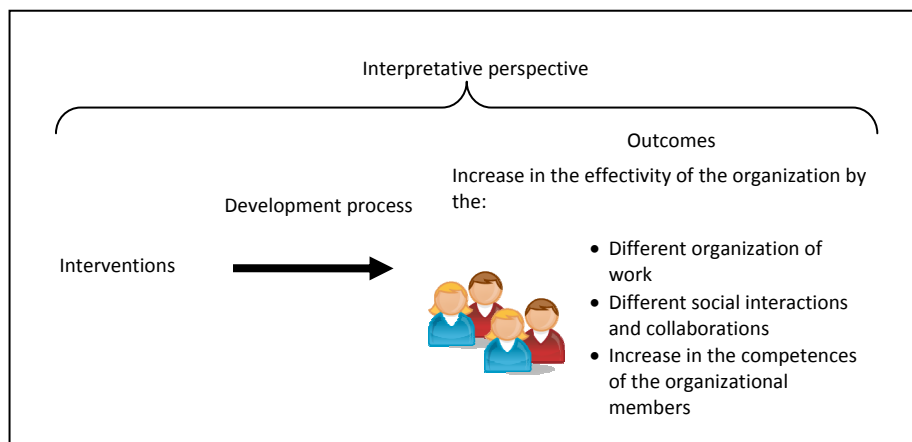 Interpretative perspective
Outcomes
Increase in the effectivity of the organization by
the:
Development process
Interventions
• Different organization of
work
• Different social interactions
and collaborations
• Increase in the competences
of the organizational
members